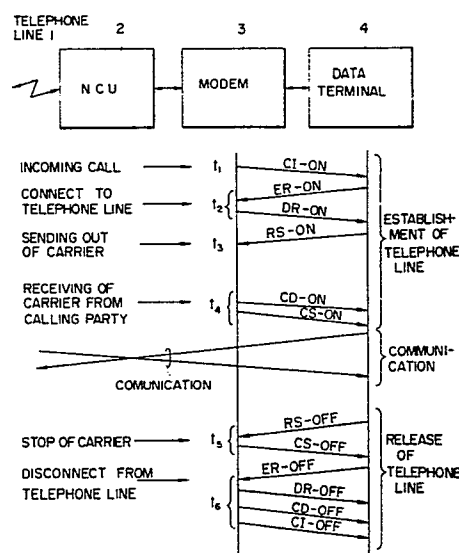 TELEPHONE
LINE 1
2
3
4
NCU
MODEM
DATA
TERMINAL
INCOMING CALL
t1
CI-ON
ER-ON
CONNECT TO
TELEPHONE LINE
t2
DR-ON
RS-ON
SENDING OUT
OF CARRIER
t3
ESTABLISH-
MENT OF
TELEPHONE
LINE
RECEIVING OF
CARRIER FROM
CALLING PARTY
t4
CD-ON
CS-ON
COMUNICATION
COMMUNI-
CATION
RS-OFF
STOP OF CARRIER
t5
CS-OFF
ER-OFF
DISCONNECT FROM
TELEPHONE LINE
t6
DR-OFF
CD-OFF
CI-OFF
RELEASE
OF
TELEPHONE
LINE